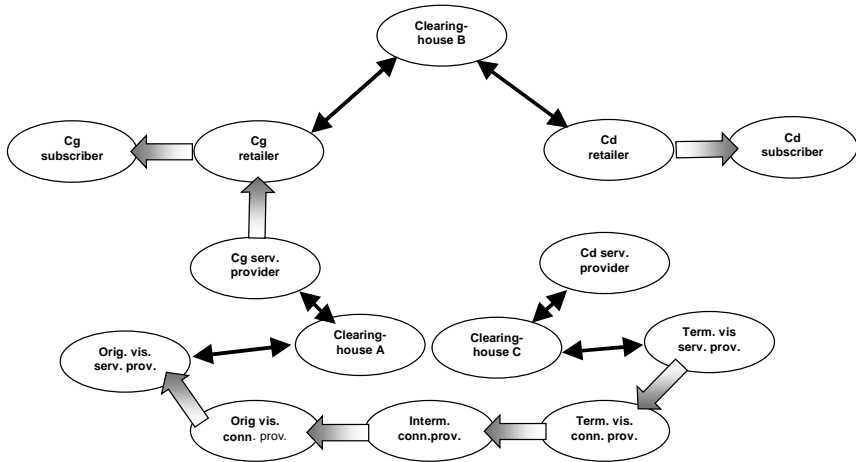 Clearing-
house B
Cg
subscriber
Cg
retailer
Cd
retailer
Cd
subscriber
Cg serv.
provider
Cd serv.
provider
Orig. vis.
serv. prov.
Clearing-
house A
Clearing-
house C
Term. vis
serv. prov.
Orig vis.
conn. prov.
Interm.
conn.prov.
Term. vis.
conn. prov.